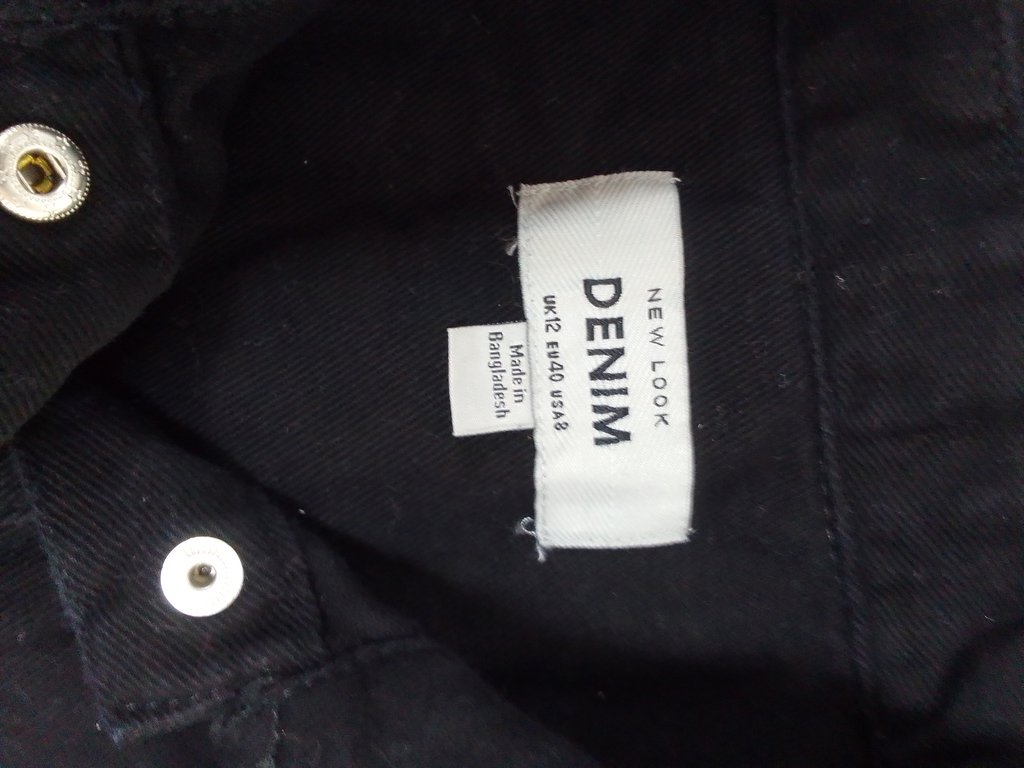 NEW LOOK
DENIM
UK12 EU40 USA8
Made in
Bangladesh